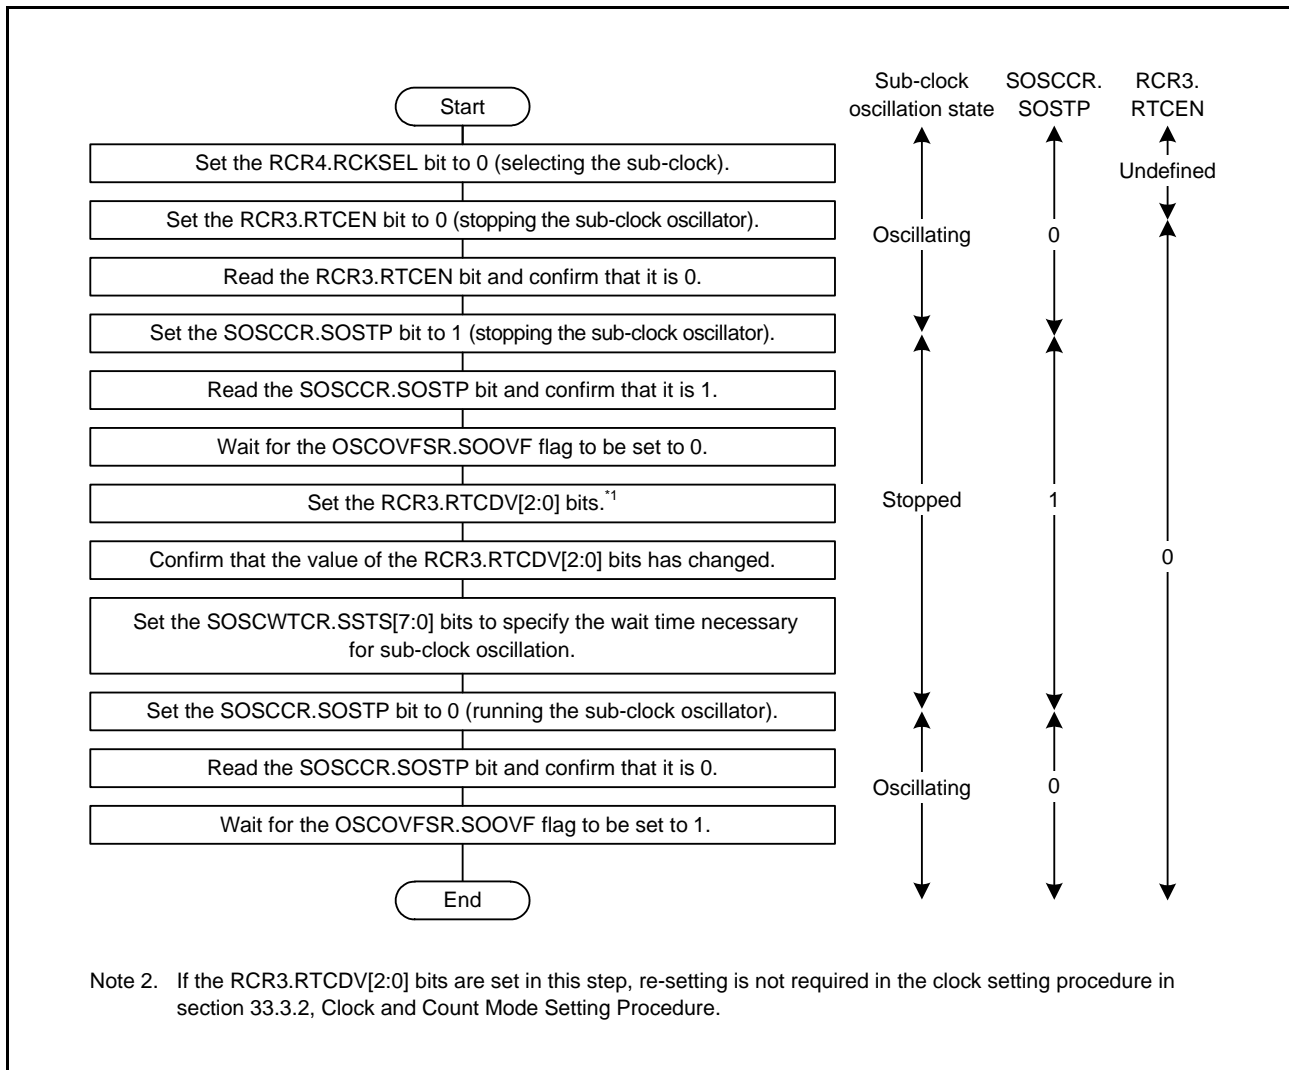 Sub-clock
oscillation state
SOSCCR.
SOSTP
RCR3.
RTCEN
Start
Set the RCR4.RCKSEL bit to 0 (selecting the sub-clock).
Undefined
Set the RCR3.RTCEN bit to 0 (stopping the sub-clock oscillator).
Oscillating
0
Read the RCR3.RTCEN bit and confirm that it is 0.
Set the SOSCCR.SOSTP bit to 1 (stopping the sub-clock oscillator).
Read the SOSCCR.SOSTP bit and confirm that it is 1.
Wait for the OSCOVFSR.SOOVF flag to be set to 0.
Set the RCR3.RTCDV[2:0] bits.*1
Stopped
1
Confirm that the value of the RCR3.RTCDV[2:0] bits has changed.
0
Set the SOSCWTCR.SSTS[7:0] bits to specify the wait time necessary
for sub-clock oscillation.
Set the SOSCCR.SOSTP bit to 0 (running the sub-clock oscillator).
Read the SOSCCR.SOSTP bit and confirm that it is 0.
Oscillating
0
Wait for the OSCOVFSR.SOOVF flag to be set to 1.
End
Note 2. If the RCR3.RTCDV[2:0] bits are set in this step, re-setting is not required in the clock setting procedure in
section 33.3.2, Clock and Count Mode Setting Procedure.